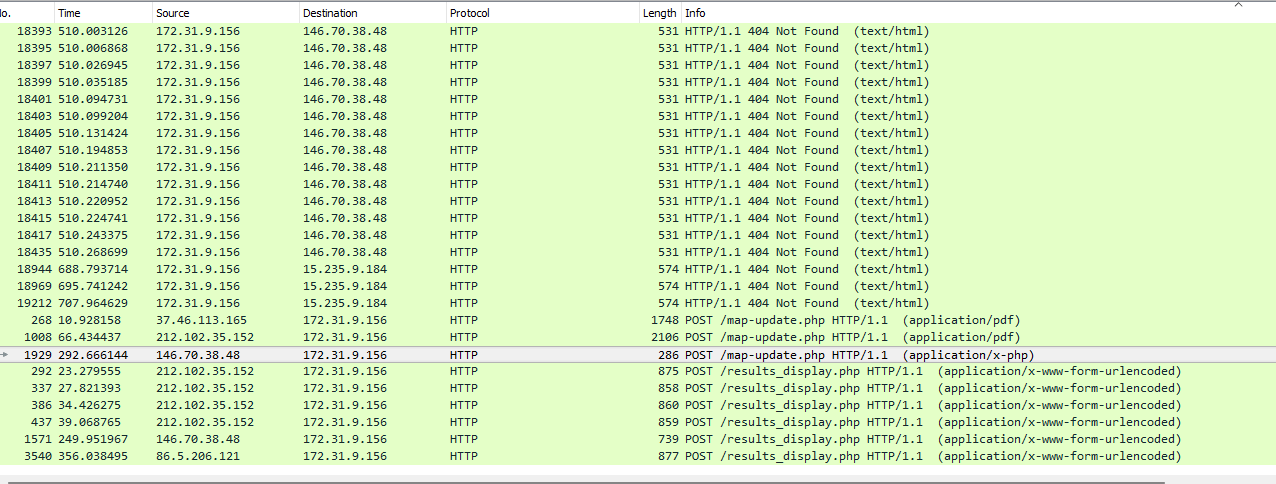 lo. Time Source Destination Protocol Length Info
18393 510.003126 172.31.9.156 146.70.38.48 HTTP 531 HTTP/1.1 404 Not Found (text/html)
18395 510.006868 172.31.9.156 146.70.38.48 HTTP 531 HTTP/1.1 404 Not Found (text/html)
18397 510.026945 172.31.9.156 146.70.38.48 HTTP 531 HTTP/1.1 404 Not Found (text/html)
18399 510.035185 172.31.9.156 146.70.38.48 HTTP 531 HTTP/1.1 404 Not Found (text/html)
18401 510.094731 172.31.9.156 146.70.38.48 HTTP 531 HTTP/1.1 404 Not Found (text/html)
18403 510.099204 172.31.9.156 146.70.38.48 HTTP 531 HTTP/1.1 404 Not Found (text/html)
18405 510.131424 172.31.9.156 146.70.38.48 HTTP 531 HTTP/1.1 404 Not Found (text/html)
18407 510.194853 172.31.9.156 146.70.38.48 HTTP 531 HTTP/1.1 404 Not Found (text/html)
18409 510.211350 172.31.9.156 146.70.38.48 HTTP 531 HTTP/1.1 404 Not Found (text/html)
18411 510.214740 172.31.9.156 146.70.38.48 HTTP 531 HTTP/1.1 404 Not Found (text/html)
18413 510.220952 172.31.9.156 146.70.38.48 HTTP 531 HTTP/1.1 404 Not Found (text/html)
18415 510.224741 172.31.9.156 146.70.38.48 HTTP 531 HTTP/1.1 404 Not Found (text/html)
18417 510.243375 172.31.9.156 146.70.38.48 HTTP 531 HTTP/1.1 404 Not Found (text/html)
18435 510.268699 172.31.9.156 146.70.38.48 HTTP 531 HTTP/1.1 404 Not Found (text/html)
18944 688.793714 172.31.9.156 15.235.9.184 HTTP 574 HTTP/1.1 404 Not Found (text/html)
18969 695.741242 172.31.9.156 15.235.9.184 HTTP 574 HTTP/1.1 404 Not Found (text/html)
19212 707.964629 172.31.9.156 15.235.9.184 HTTP 574 HTTP/1.1 404 Not Found (text/html)
268 10.928158 37.46.113.165 172.31.9.156 HTTP 1748 POST /map-update.php HTTP/1.1 (application/pdf)
1008 66.434437 212.102.35.152 172.31.9.156 HTTP 2106 POST /map-update.php HTTP/1.1 (application/pdf)
1929 292.666144 146.70.38.48 172.31.9.156 HTTP 286 POST /map-update.php HTTP/1.1 (application/x-php)
292 23.279555 212.102.35.152 172.31.9.156 HTTP 875 POST /results_display.php HTTP/1.1 (application/x-www-form-urlencoded)
337 27.821393 212.102.35.152 172.31.9.156 HTTP 858 POST /results_display.php HTTP/1.1 (application/x-www-form-urlencoded)
386 34.426275 212.102.35.152 172.31.9.156 HTTP 860 POST /results_display.php HTTP/1.1 (application/x-www-form-urlencoded)
437 39.068765 212.102.35.152 172.31.9.156 HTTP 859 POST /results_display.php HTTP/1.1 (application/x-www-form-urlencoded)
1571 249.951967 146.70.38.48 172.31.9.156 HTTP 739 POST /results_display.php HTTP/1.1 (application/x-www-form-urlencoded)
3540 356.038495 86.5.206.121 172.31.9.156 HTTP 877 POST /results_display.php HTTP/1.1 (application/x-www-form-urlencoded)